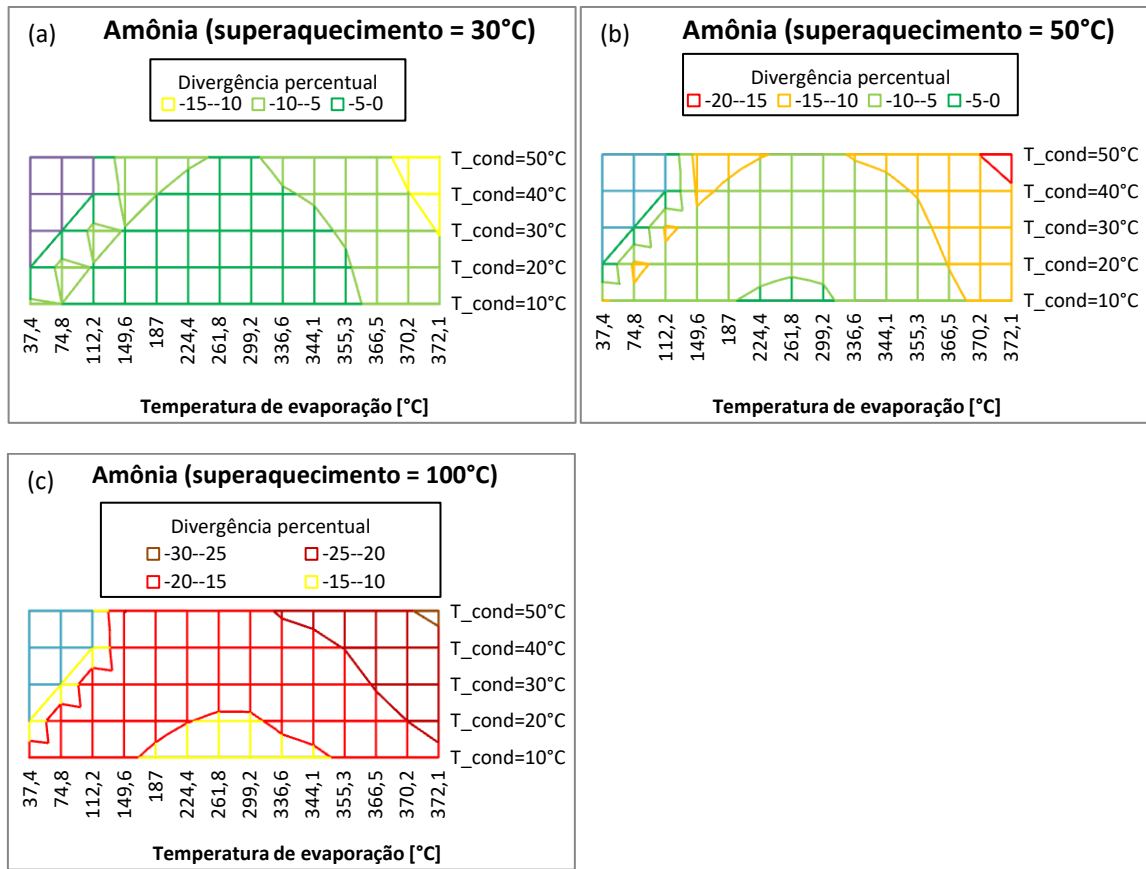 (a) Amônia (superaquecimento = 30°C)
Divergência percentual
-15--10 -10--5 -5-0
T_cond=50°C
T_cond=40°C
T_cond=30°C
T_cond=20°C
T_cond=10°C
37,4
74,8
112,2
149,6
187
224,4
261,8
299,2
336,6
344,1
355,3
366,5
370,2
372,1
Temperatura de evaporação [°C]
(b) Amônia (superaquecimento = 50°C)
Divergência percentual
-20--15 -15--10 -10--5 -5-0
T_cond=50°C
T_cond=40°C
T_cond=30°C
T_cond=20°C
T_cond=10°C
37,4
74,8
112,2
149,6
187
224,4
261,8
299,2
336,6
344,1
355,3
366,5
370,2
372,1
Temperatura de evaporação [°C]
(c) Amônia (superaquecimento = 100°C)
Divergência percentual
-30--25 -25--20
-20--15 -15--10
T_cond=50°C
T_cond=40°C
T_cond=30°C
T_cond=20°C
T_cond=10°C
37,4
74,8
112,2
149,6
187
224,4
261,8
299,2
336,6
344,1
355,3
366,5
370,2
372,1
Temperatura de evaporação [°C]